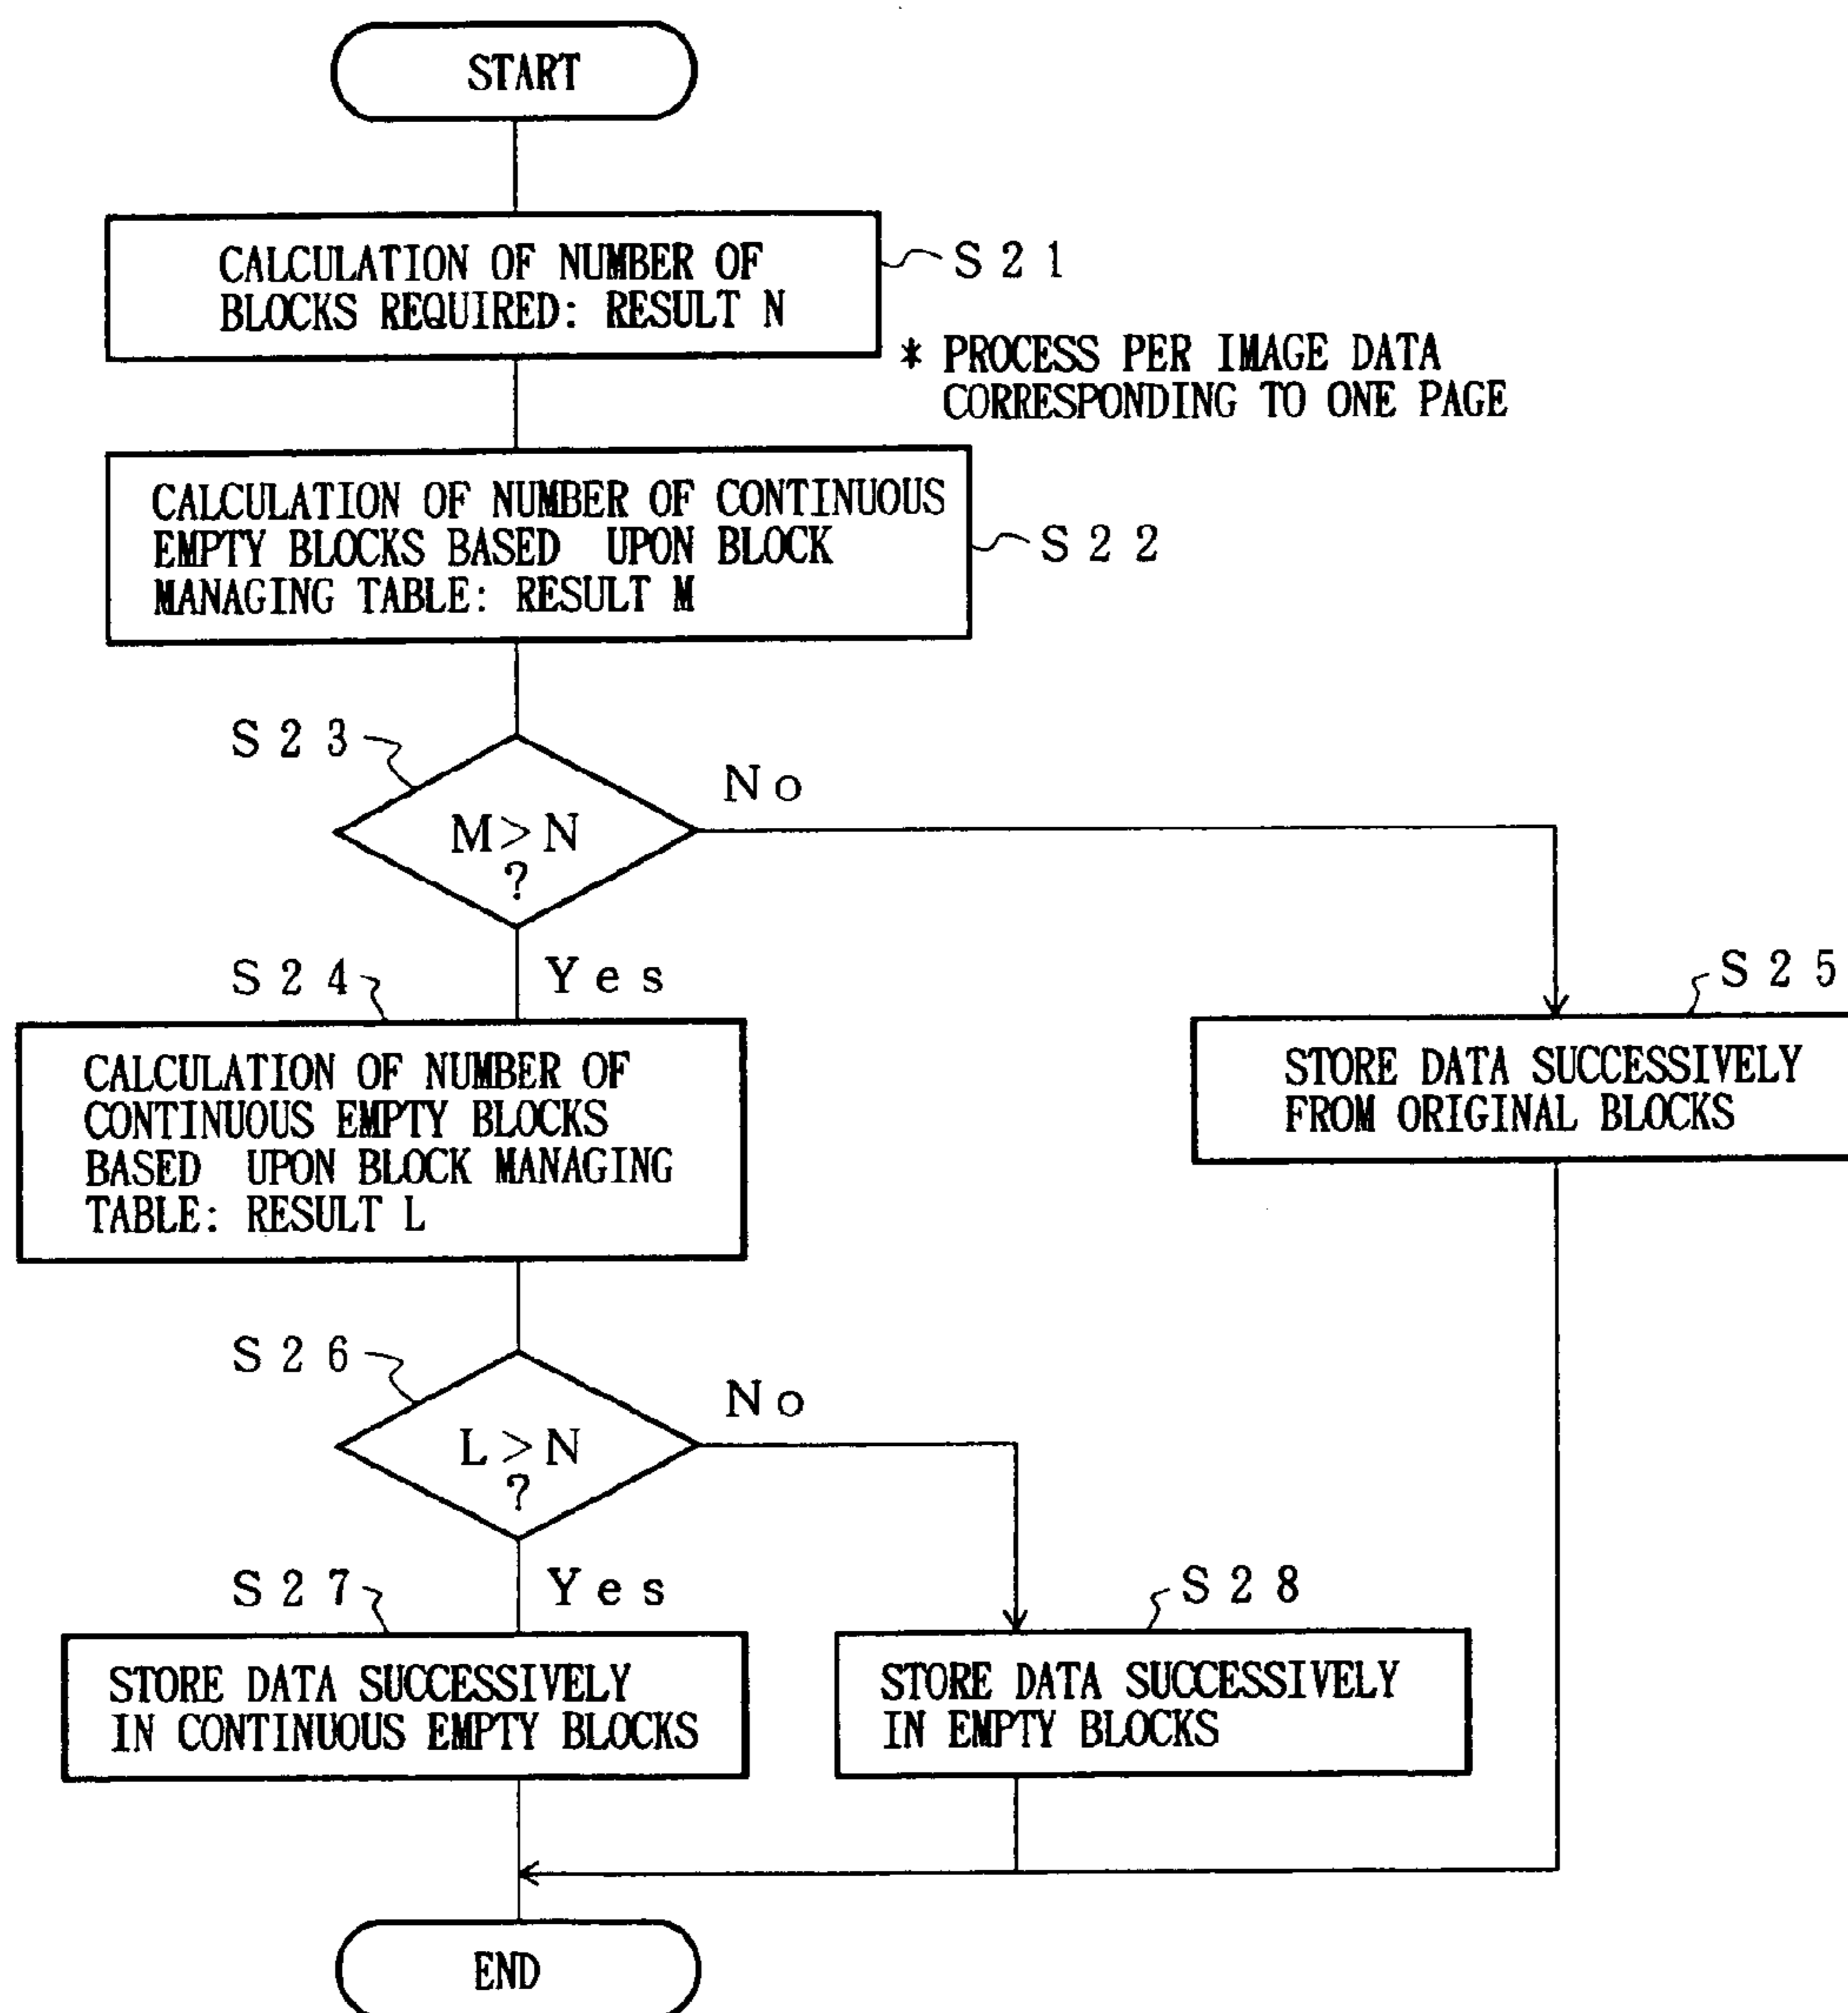 START
CALCULATION OF NUMBER OF
BLOCKS REQUIRED: RESULT N
S21
* PROCESS PER IMAGE DATA
CORRESPONDING TO ONE PAGE
CALCULATION OF NUMBER OF CONTINUOUS
EMPTY BLOCKS BASED UPON BLOCK
MANAGING TABLE: RESULT M
S22
S23
M>N
?
No
Yes
S24
CALCULATION OF NUMBER OF
CONTINUOUS EMPTY BLOCKS
BASED UPON BLOCK MANAGING
TABLE: RESULT L
S25
STORE DATA SUCCESSIVELY
FROM ORIGINAL BLOCKS
S26
L>N
?
No
Yes
S27
STORE DATA SUCCESSIVELY
IN CONTINUOUS EMPTY BLOCKS
S28
STORE DATA SUCCESSIVELY
IN EMPTY BLOCKS
END